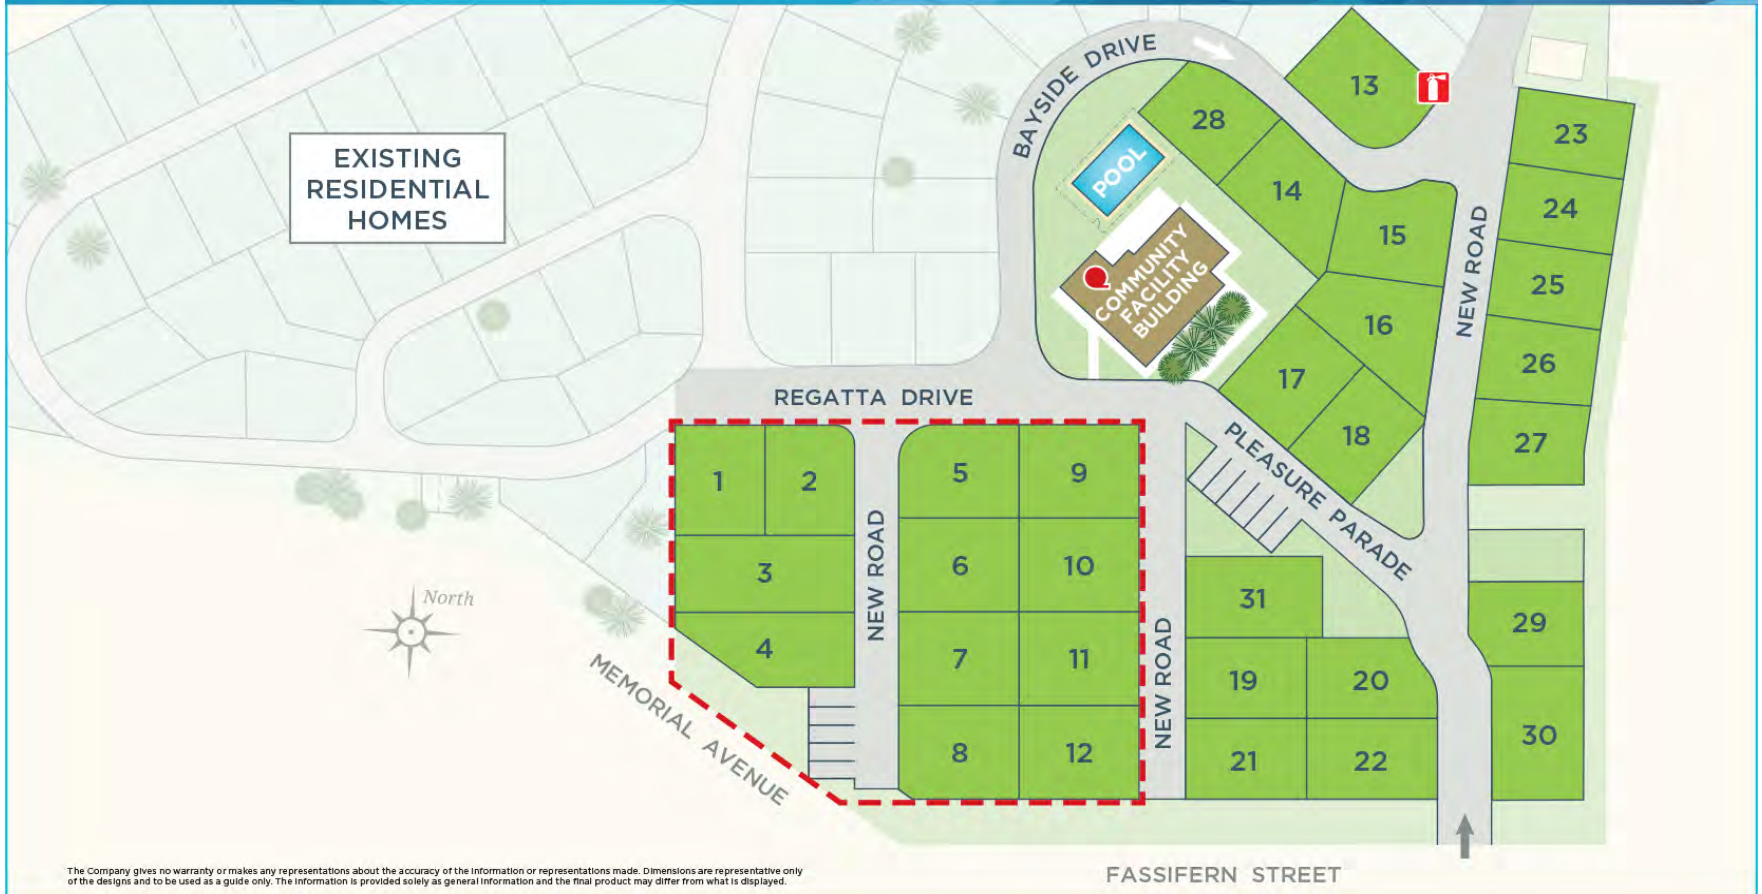 BAYSIDE DRIVE
13
28
23
EXISTING
RESIDENTIAL
HOMES
POOL
14
24
15
NEW ROAD
COMMUNITY
FACILITY
BUILDING
25
16
26
17
REGATTA DRIVE
18
27
PLEASURE PARADE
1
2
5
9
3
NEW ROAD
6
10
North
31
29
4
7
11
NEW ROAD
19
20
MEMORIAL AVENUE
8
12
21
22
30
The Company gives no warranty or makes any representations about the accuracy of the information or representations made. Dimensions are representative only
of the designs and to be used as a guide only. The information is provided solely as general information and the final product may differ from what is displayed.
FASSIFERN STREET